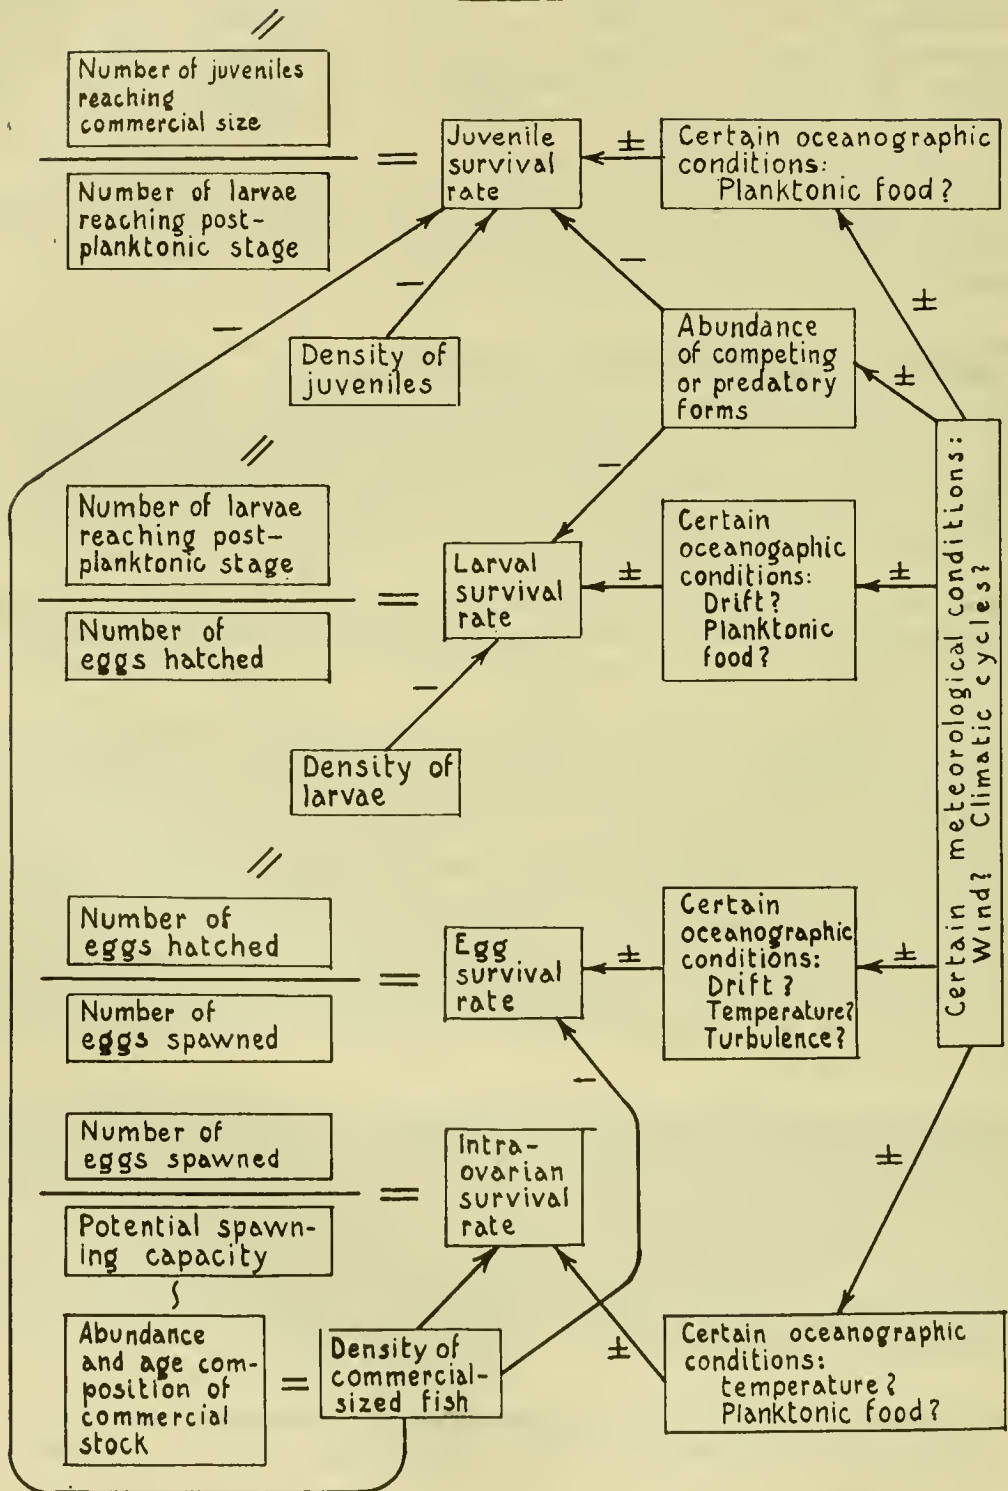 Number of juveniles
reaching
commercial size
Number of larvae
reaching post-
planktonic stage
=
Juvenile
survival
rate
±
Certain oceanographic
conditions:
Planktonic food?
−
−
−
±
Density of
juveniles
Abundance
of competing
or predatory
forms
±
Number of larvae
reaching post-
planktonic stage
Number of
eggs hatched
=
−
Larval
survival
rate
±
Certain
oceanogaphic
conditions:
Drift?
Planktonic
food?
±
Certain meteorological conditions:
Wind? Climatic cycles?
−
Density of
larvae
Number of
eggs hatched
Number of
eggs spawned
=
Egg
survival
rate
±
Certain
oceanographic
conditions:
Drift?
Temperature?
Turbulence?
±
−
Number of
eggs spawned
Potential spawn-
ing capacity
=
Intra-
ovarian
survival
rate
±
Abundance
and age com-
position of
commercial
stock
=
Density of
commercial-
sized fish
±
Certain oceanographic
conditions:
temperature?
Planktonic food?